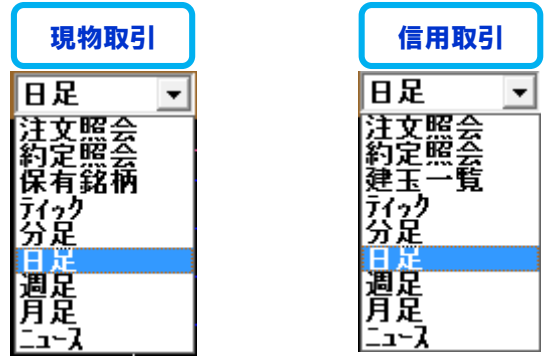 現物取引
日足
注文照会
約定照会
保有銘柄
ﾃｨｯｸ
分足
日足
週足
月足
ﾆｭｰｽ
信用取引
日足
注文照会
約定照会
建玉一覧
ﾃｨｯｸ
分足
日足
週足
月足
ﾆｭｰｽ